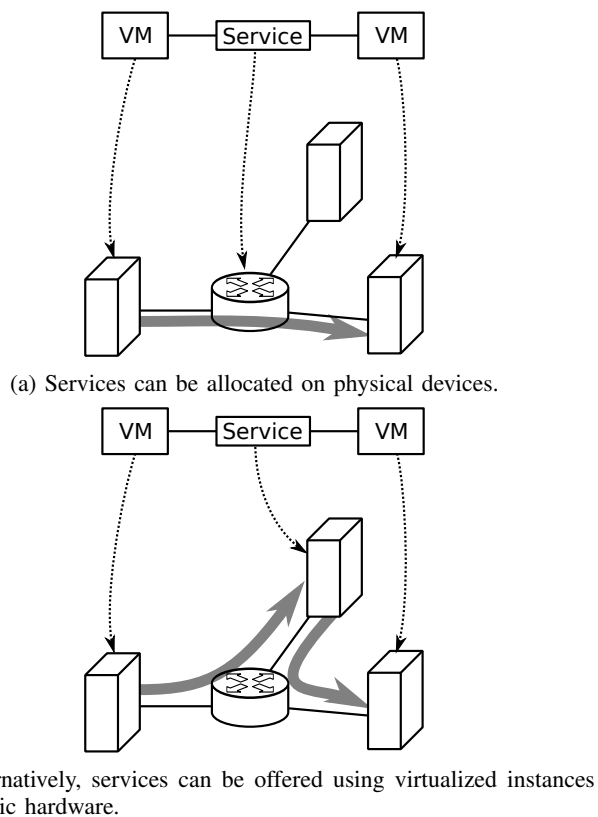 VM Service VM
(a) Services can be allocated on physical devices.
VM Service VM
rnatively, services can be offered using virtualized instances
ic hardware.